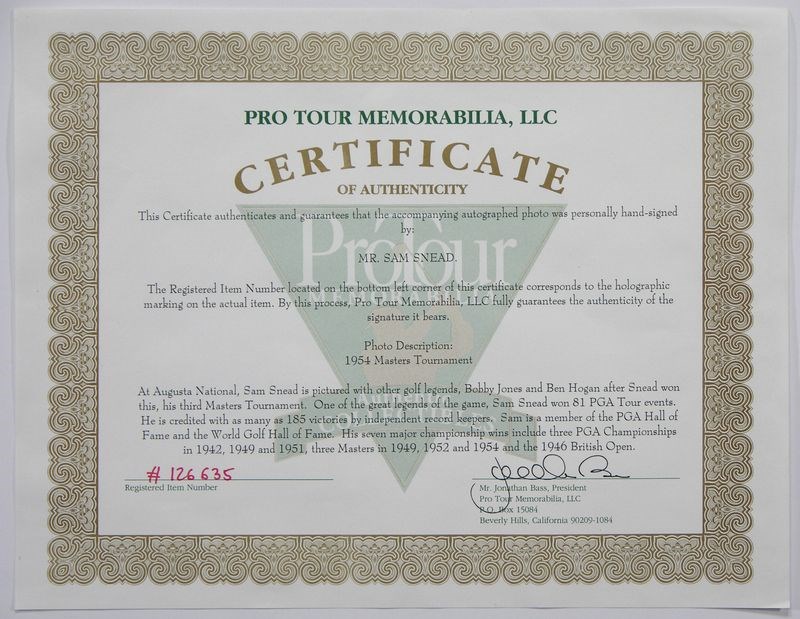 PRO TOUR MEMORABILIA, LLC
CERTIFICATE
OF AUTHENTICITY
This Certificate authenticates and guarantees that the accompanying autographed photo was personally hand-signed
by:
MR. SAM SNEAD.
ProTour
The Registered Item Number located on the bottom left corner of this certificate corresponds to the holographic
marking on the actual item. By this process, Pro Tour Memorabilia, LLC fully guarantees the authenticity of the
signature it bears.
Photo Description:
1954 Masters Tournament
At Augusta National, Sam Snead is pictured with other golf legends, Bobby Jones and Ben Hogan after Snead won
this, his third Masters Tournament. One of the great legends of the game, Sam Snead won 81 PGA Tour events.
He is credited with as many as 185 victories by independent record keepers. Sam is a member of the PGA Hall of
Fame and the World Golf Hall of Fame. His seven major championship wins include three PGA Championships
in 1942, 1949 and 1951, three Masters in 1949, 1952 and 1954 and the 1946 British Open.
# 126635
Registered Item Number
Mr. Jonathan Bass, President
Pro Tour Memorabilia, LLC
P.O. Box 15084
Beverly Hills, California 90209-1084